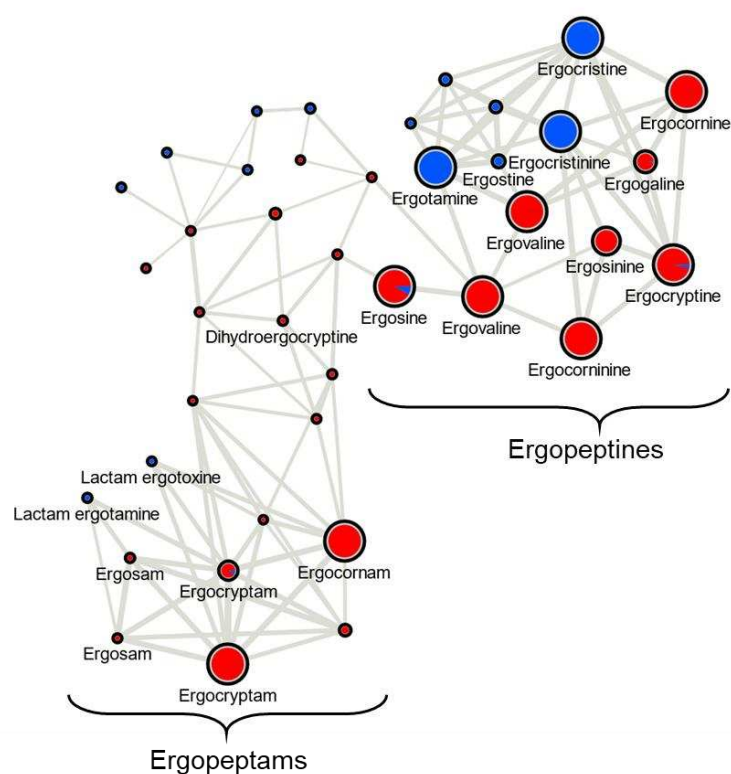 Ergocristine
Ergocornine
Ergocristinine
Ergostine
Ergogaline
Ergotamine
Ergovaline
Ergosinine
Ergocryptine
Ergosine
Ergovaline
Dihydroergocryptine
Ergocorninine
Ergopeptines
Lactam ergotoxine
Lactam ergotamine
Ergosam
Ergocryptam
Ergocornam
Ergosam
Ergocryptam
Ergopeptams